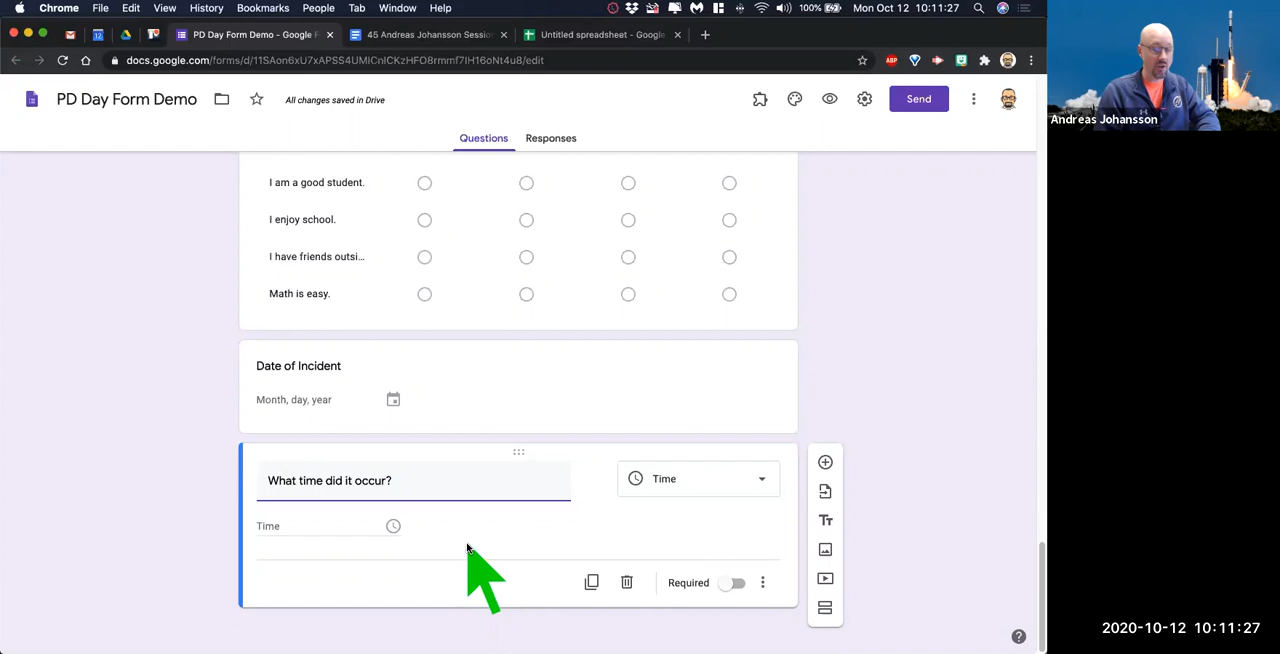 Chrome File Edit View History Bookmarks People Tab Window Help 100% Mon Oct 12 10:11:27
PD Day Form Demo - Google F 45 Andreas Johansson Sessio Untitled spreadsheet - Google
docs.google.com/forms/d/11SAon6xU7xAPSS4UMlCnlCKzHFO8rmmf7IH16oNt4u8/edit ABP
PD Day Form Demo All changes saved in Drive Send
Questions Responses
I am a good student.
I enjoy school.
I have friends outsi...
Math is easy.
Date of Incident
Month, day, year
What time did it occur? Time
Time
Required
Andreas Johansson
2020-10-12 10:11:27